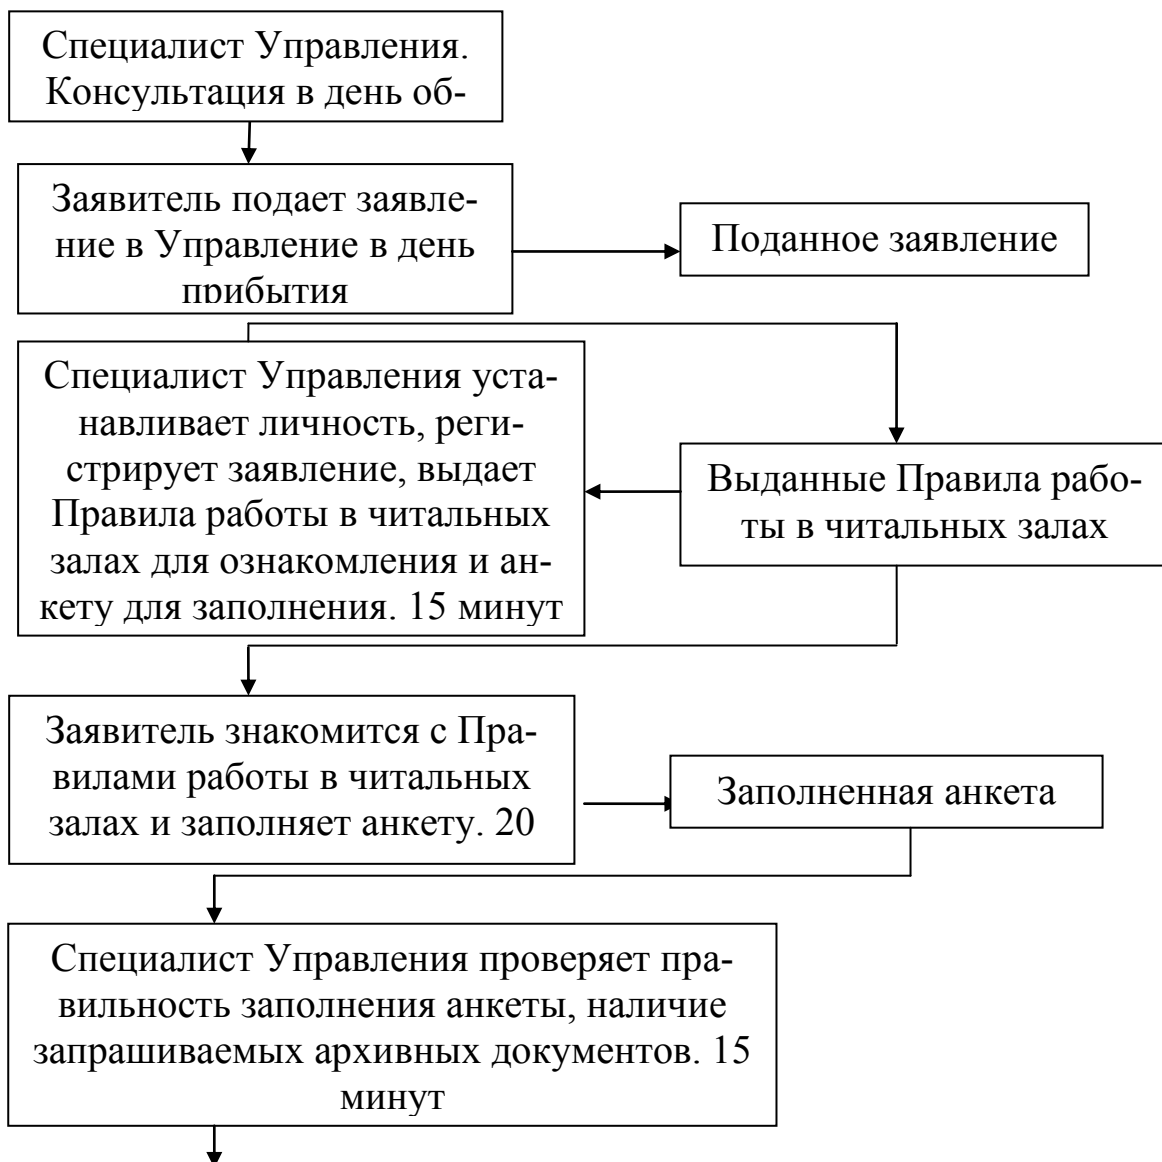 Специалист Управления.
Консультация в день об-
Заявитель подает заявле-
ние в Управление в день
прибытия
Поданное заявление
Специалист Управления уста-
навливает личность, реги-
стрирует заявление, выдает
Правила работы в читальных
залах для ознакомления и ан-
кету для заполнения. 15 минут
Выданные Правила рабо-
ты в читальных залах
Заявитель знакомится с Пра-
вилами работы в читальных
залах и заполняет анкету. 20
Заполненная анкета
Специалист Управления проверяет пра-
вильность заполнения анкеты, наличие
запрашиваемых архивных документов. 15
минут